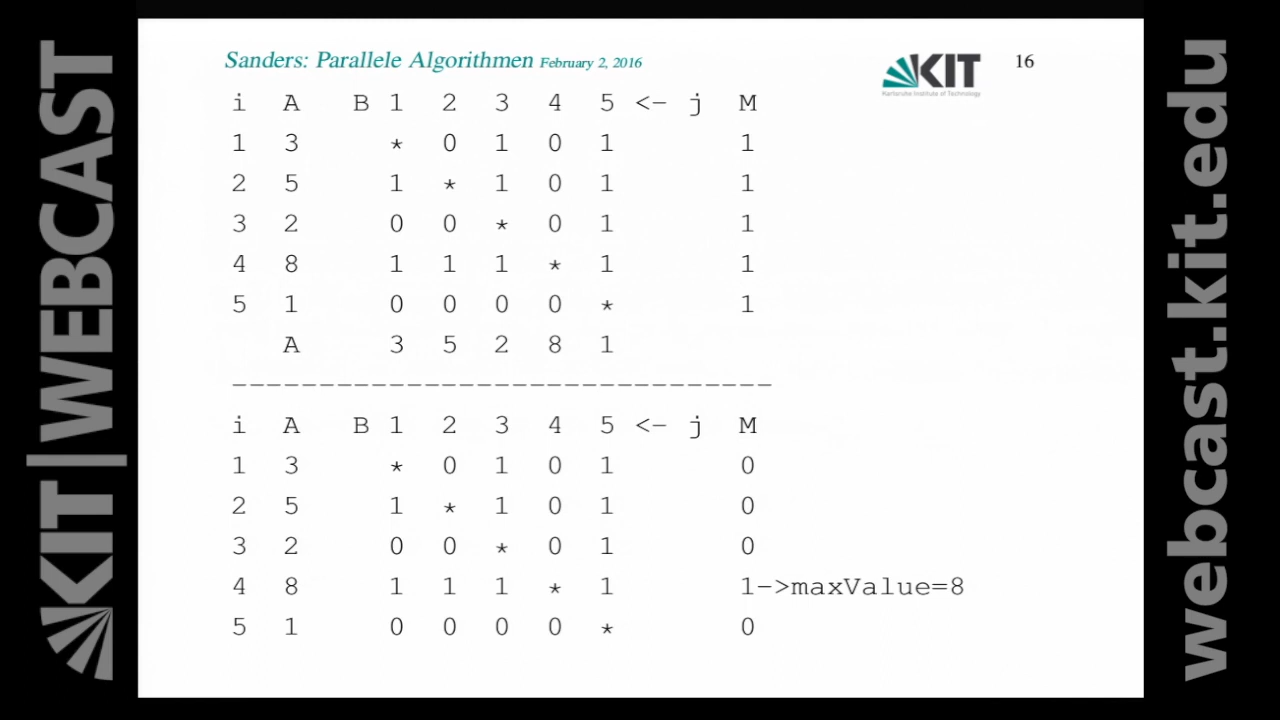 KIT|WEBCAST
Sanders: Parallele Algorithmen February 2, 2016
KIT
Karlsruhe Institute of Technology
16
i A B 1 2 3 4 5 <- j M
1 3 * 0 1 0 1 1
2 5 1 * 1 0 1 1
3 2 0 0 * 0 1 1
4 8 1 1 1 * 1 1
5 1 0 0 0 0 * 1
A 3 5 2 8 1
-------------------------------
i A B 1 2 3 4 5 <- j M
1 3 * 0 1 0 1 0
2 5 1 * 1 0 1 0
3 2 0 0 * 0 1 0
4 8 1 1 1 * 1 1->maxValue=8
5 1 0 0 0 0 * 0
webcast.kit.edu